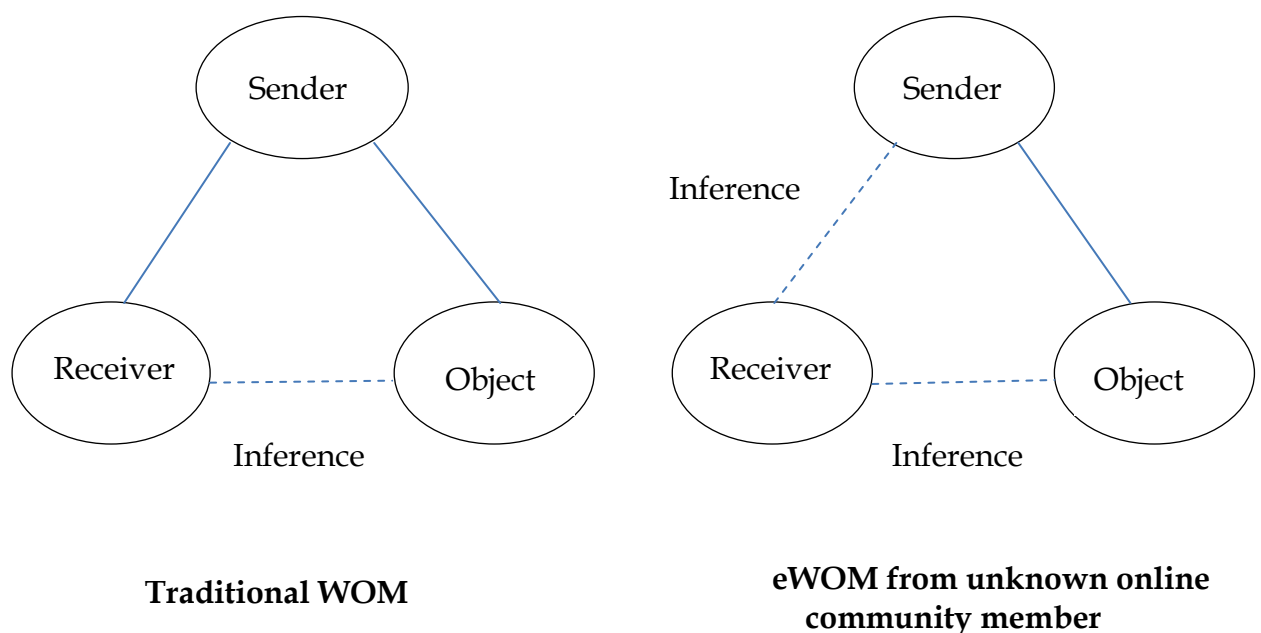 Sender
Receiver
Object
Inference
Traditional WOM
Sender
Inference
Receiver
Object
Inference
eWOM from unknown online
community member